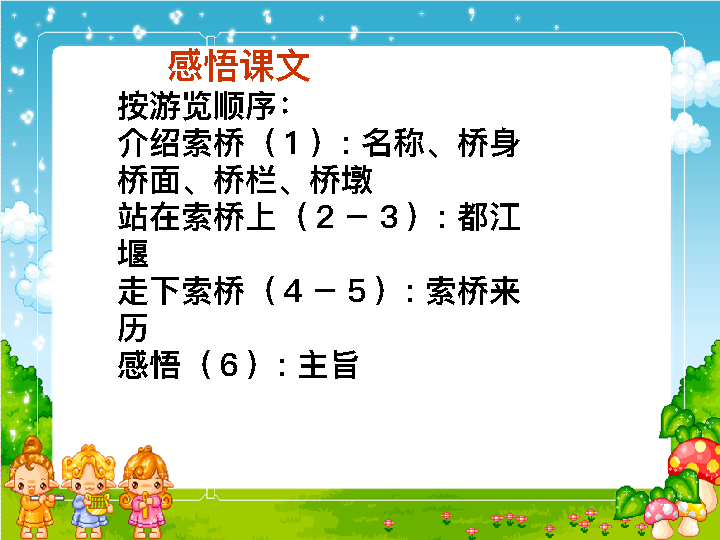 感悟课文
按游览顺序：
介绍索桥（1）：名称、桥身
桥面、桥栏、桥墩
站在索桥上（2－3）：都江
堰
走下索桥（4－5）：索桥来
历
感悟（6）：主旨